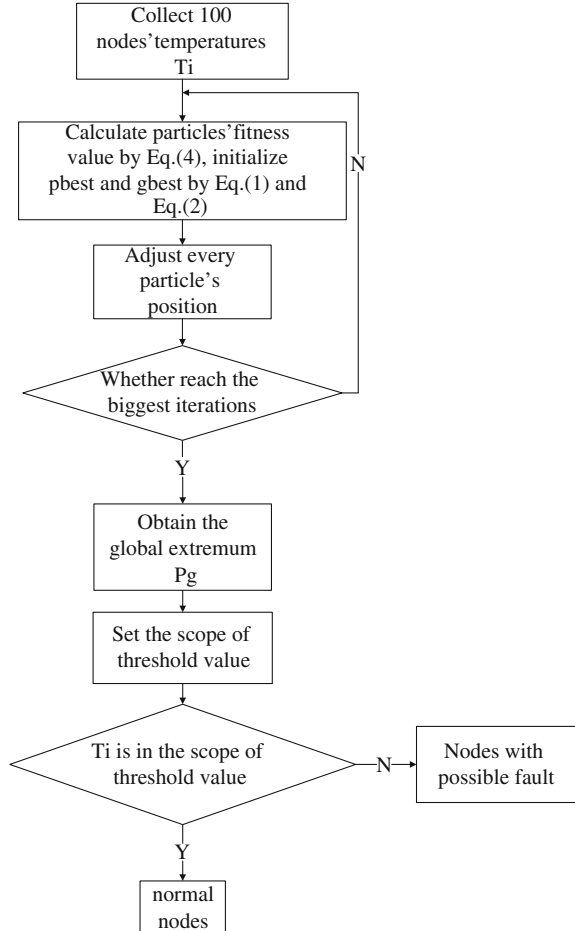 Collect 100
nodes'temperatures
Ti
Calculate particles'fitness
value by Eq.(4), initialize
pbest and gbest by Eq.(1) and
Eq.(2)
N
Adjust every
particle's
position
Whether reach the
biggest iterations
Y
Obtain the
global extremum
Pg
Set the scope of
threshold value
Ti is in the scope of
threshold value
N
Nodes with
possible fault
Y
normal
nodes